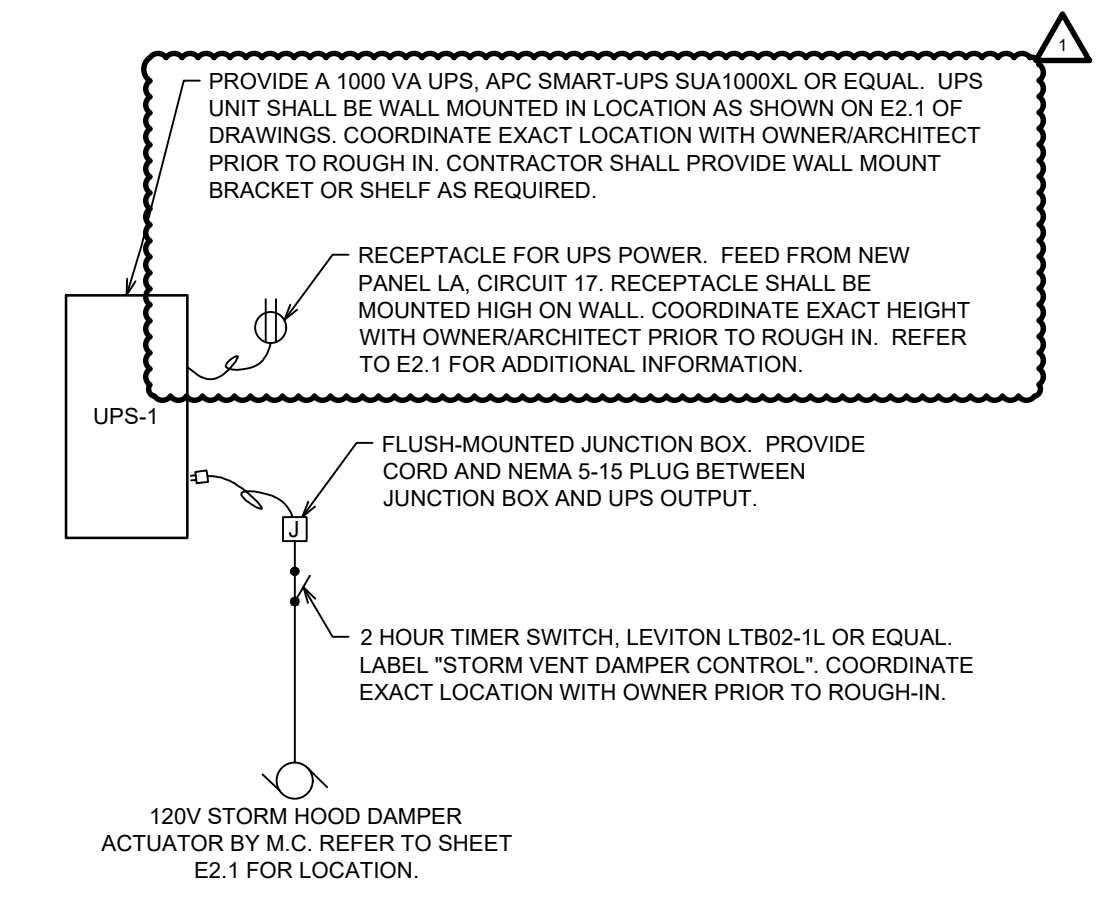 1
PROVIDE A 1000 VA UPS, APC SMART-UPS SUA1000XL OR EQUAL.  UPS
UNIT SHALL BE WALL MOUNTED IN LOCATION AS SHOWN ON E2.1 OF
DRAWINGS. COORDINATE EXACT LOCATION WITH OWNER/ARCHITECT
PRIOR TO ROUGH IN. CONTRACTOR SHALL PROVIDE WALL MOUNT
BRACKET OR SHELF AS REQUIRED.
RECEPTACLE FOR UPS POWER.  FEED FROM NEW
PANEL LA, CIRCUIT 17. RECEPTACLE SHALL BE
MOUNTED HIGH ON WALL. COORDINATE EXACT HEIGHT
WITH OWNER/ARCHITECT PRIOR TO ROUGH IN.  REFER
TO E2.1 FOR ADDITIONAL INFORMATION.
UPS-1
FLUSH-MOUNTED JUNCTION BOX.  PROVIDE
CORD AND NEMA 5-15 PLUG BETWEEN
JUNCTION BOX AND UPS OUTPUT.
J
2 HOUR TIMER SWITCH, LEVITON LTB02-1L OR EQUAL.
LABEL "STORM VENT DAMPER CONTROL". COORDINATE
EXACT LOCATION WITH OWNER PRIOR TO ROUGH-IN.
120V STORM HOOD DAMPER
ACTUATOR BY M.C. REFER TO SHEET
E2.1 FOR LOCATION.